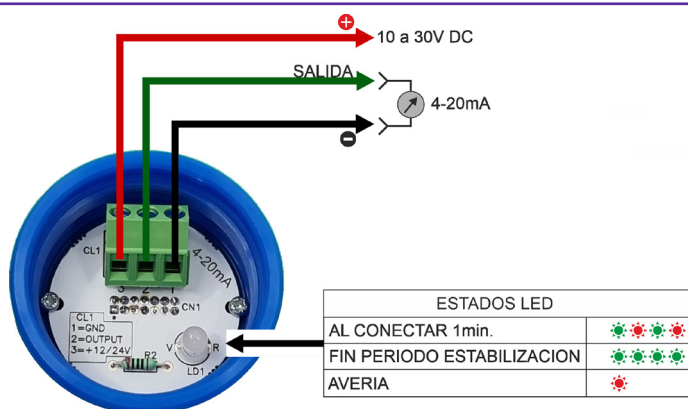 +
10 a 30V DC
SALIDA
4-20mA
-
CL1
4-20mA
3 2 1
CN1
CL1
1=GND
2=OUTPUT
3=+12/24V
R2
V R
LD1
ESTADOS LED
AL CONECTAR 1min.
FIN PERIODO ESTABILIZACION
AVERIA